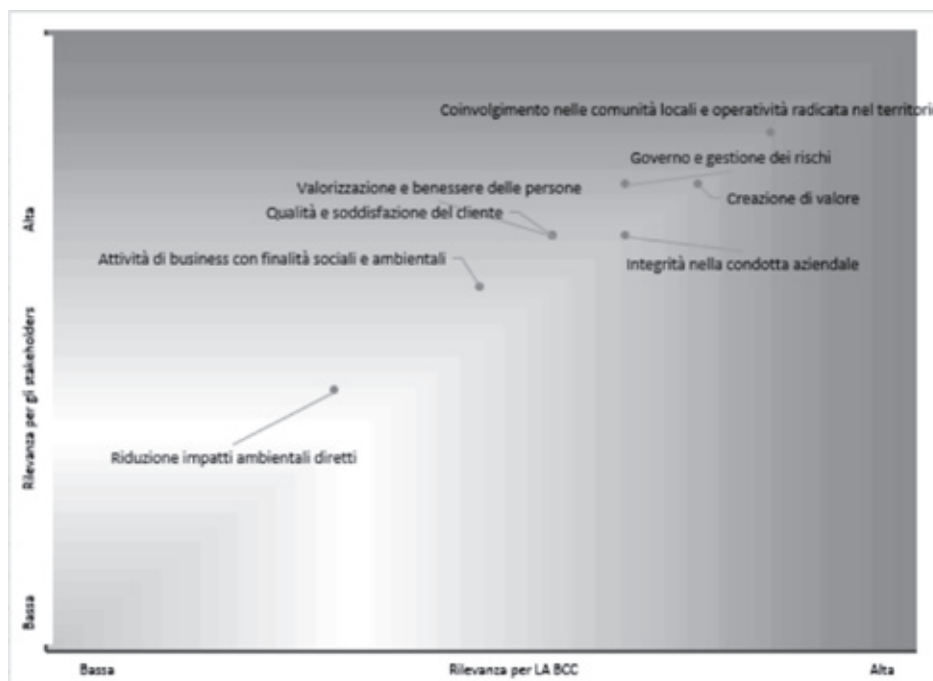 Coinvolgimento nelle comunità locali e operatività radicata nel territorio
Governo e gestione dei rischi
Valorizzazione e benessere delle persone
Creazione di valore
Qualità e soddisfazione del cliente
Attività di business con finalità sociali e ambientali
Integrità nella condotta aziendale
Riduzione impatti ambientali diretti
Alta
Rilevanza per gli stakeholders
Bassa
Bassa
Rilevanza per LA BCC
Alta